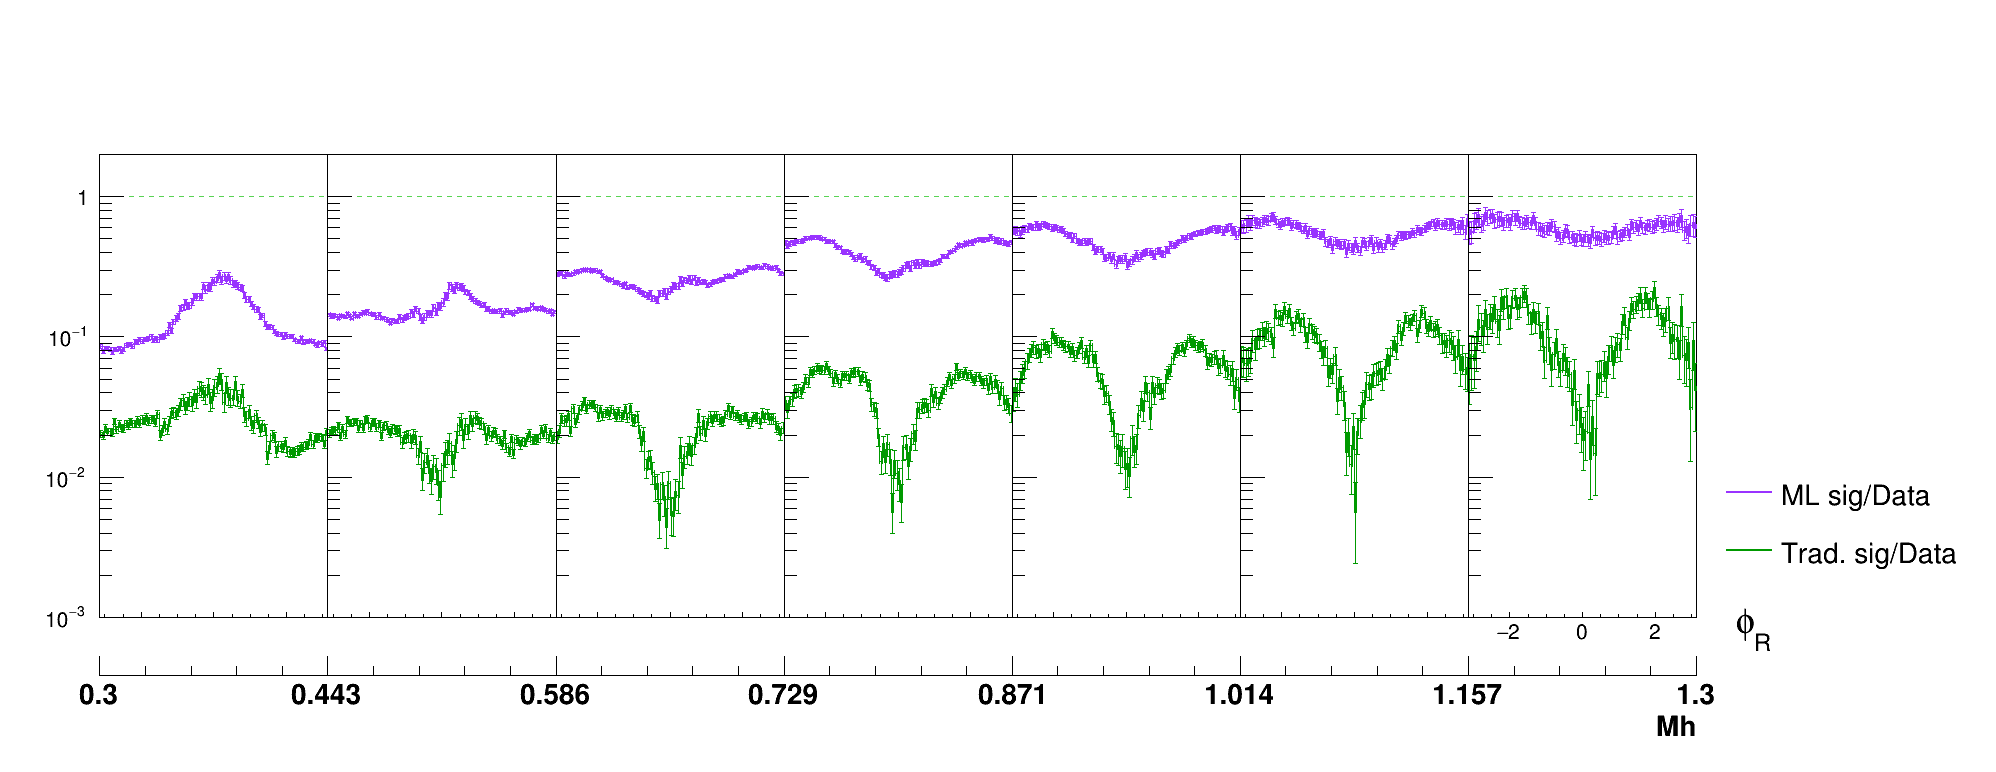 1
10⁻¹
10⁻²
10⁻³
ML sig/Data
Trad. sig/Data
−2 0 2
ϕR
0.3 0.443 0.586 0.729 0.871 1.014 1.157 1.3
Mh